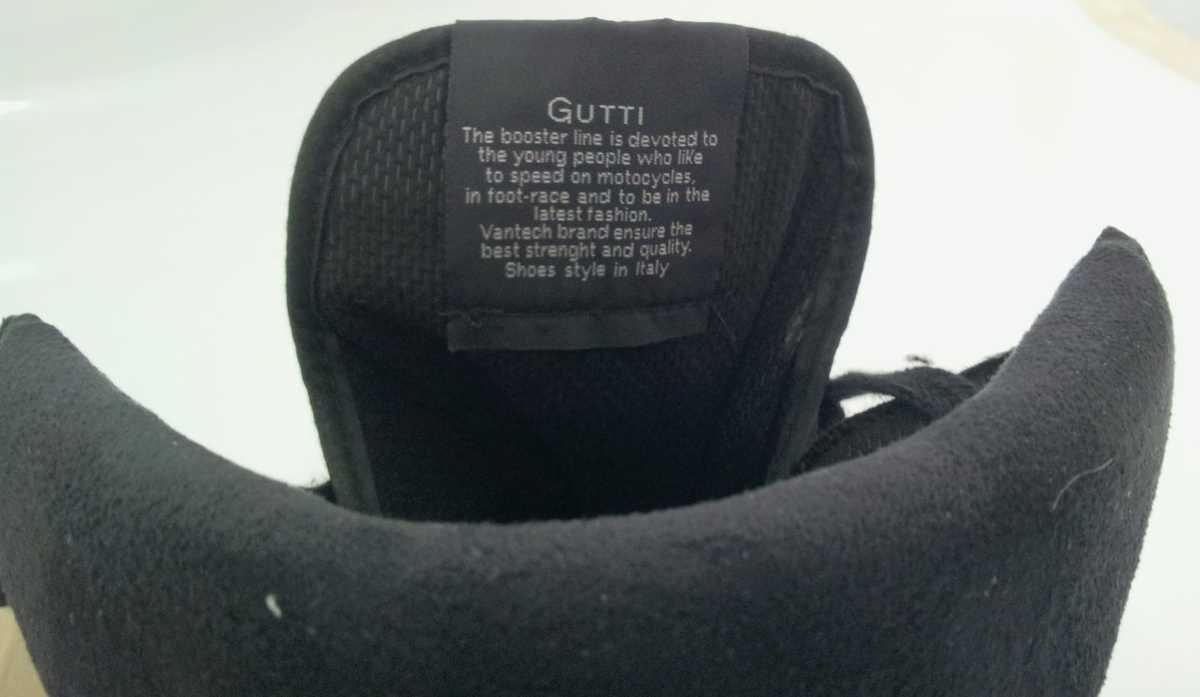 GUTTI
The booster line is devoted to
the young people who like
to speed on motocycles,
in foot-race and to be in the
latest fashion.
Vantech brand ensure the
best strenght and quality.
Shoes style in Italy